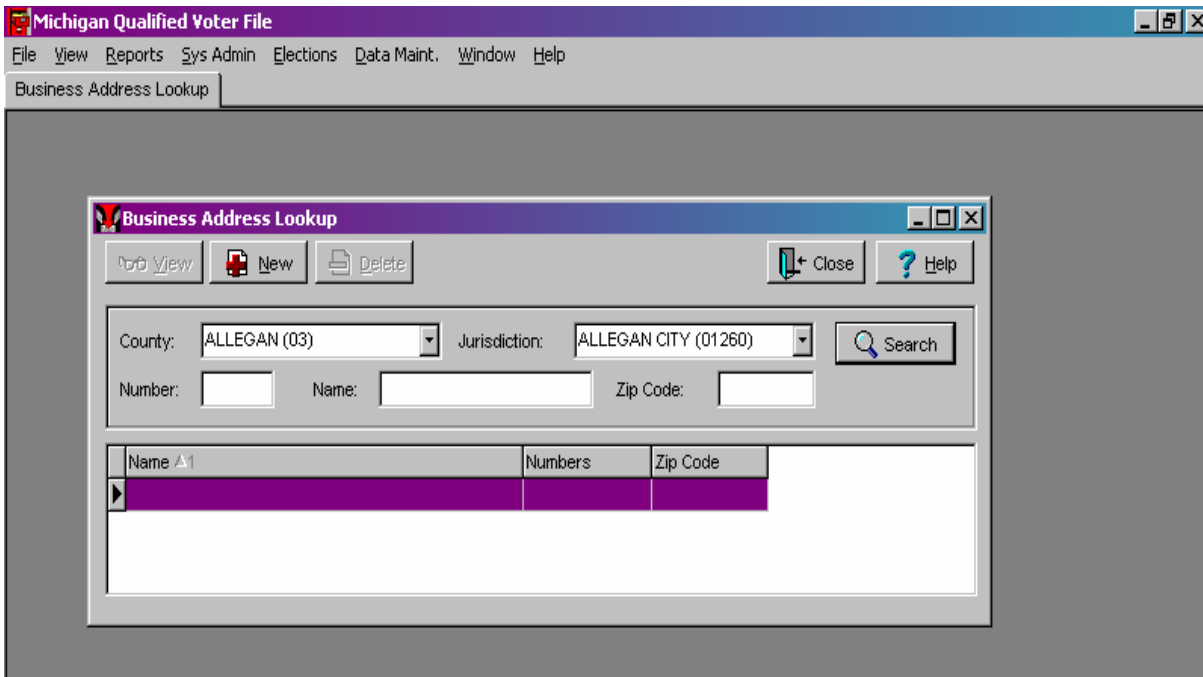 Michigan Qualified Voter File
File View Reports Sys Admin Elections Data Maint. Window Help
Business Address Lookup
Business Address Lookup
View New Delete Close Help
County: ALLEGAN (03) Jurisdiction: ALLEGAN CITY (01260) Search
Number: Name: Zip Code:
Name 1 Numbers Zip Code